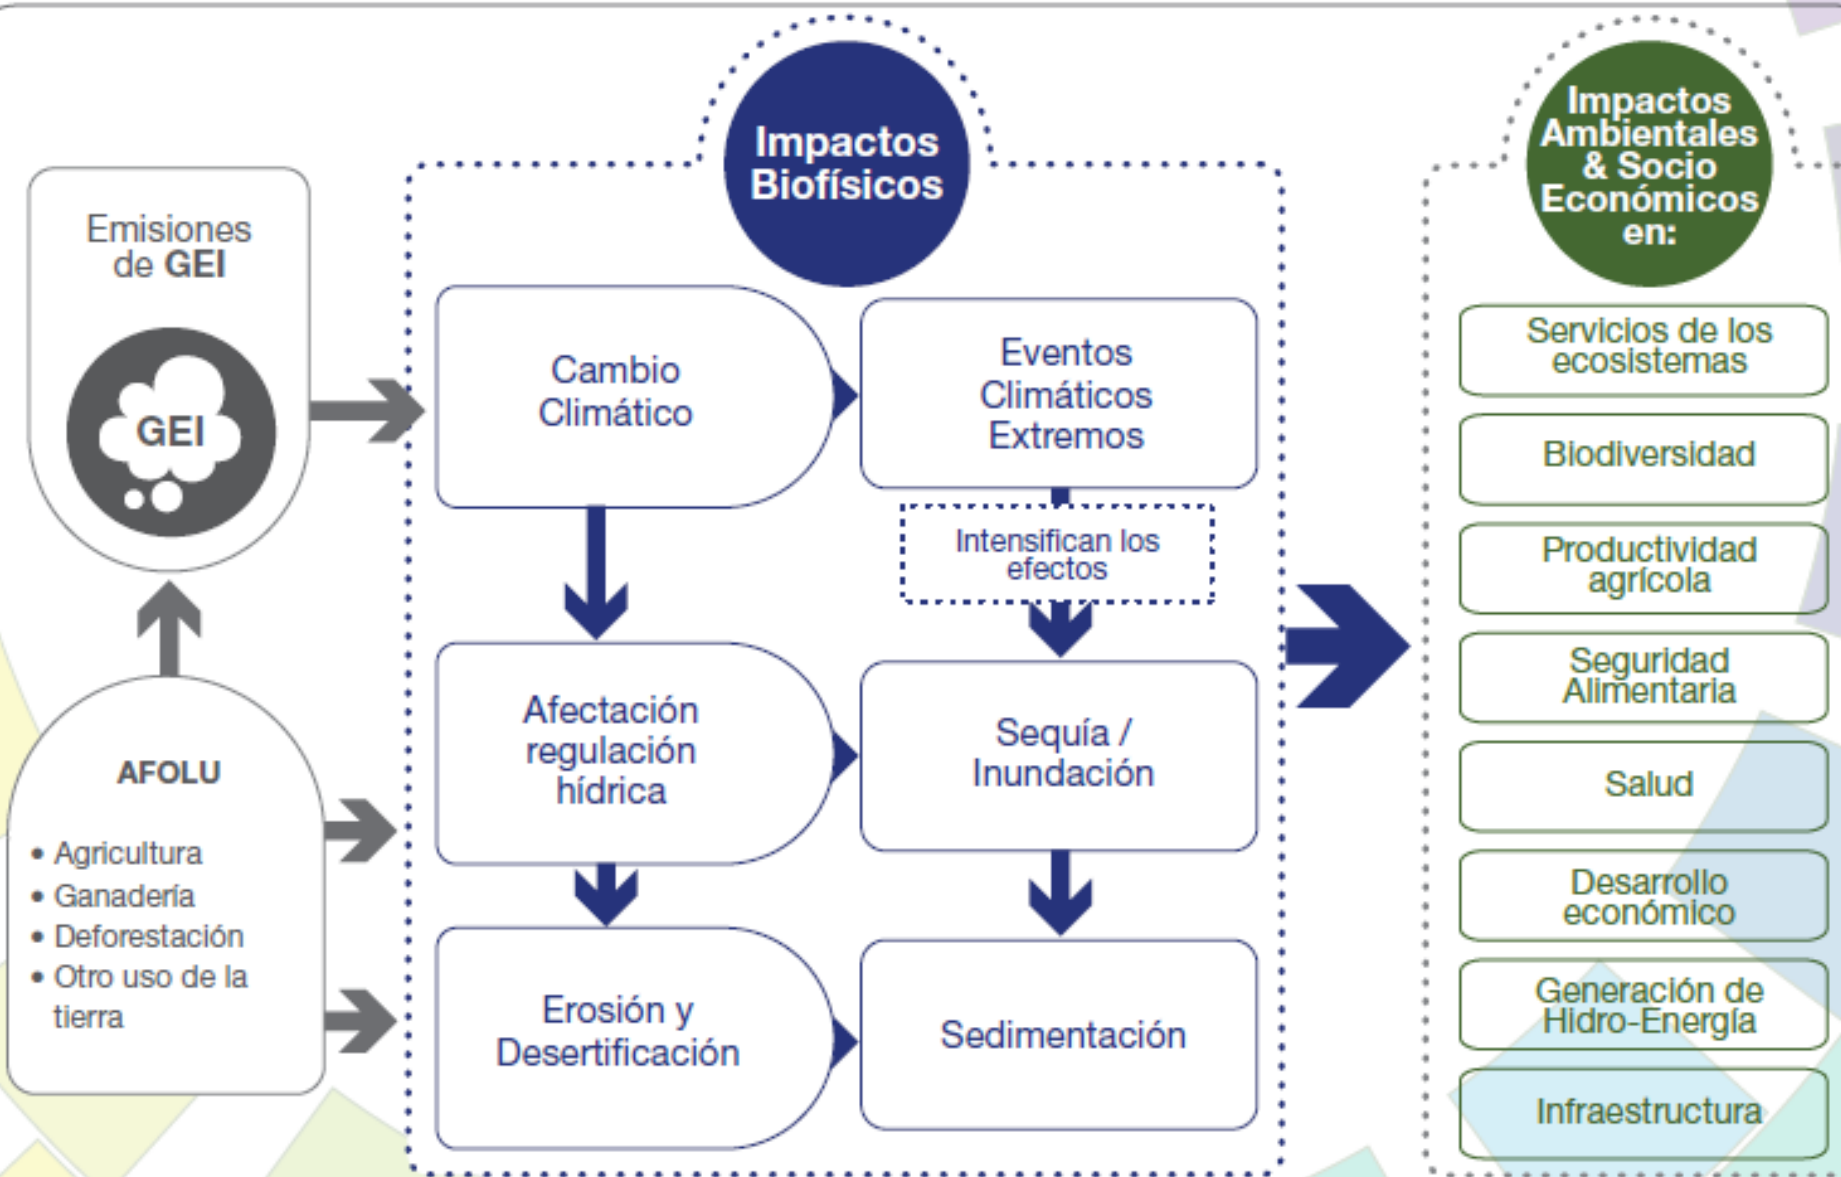 Emisiones
de GEI
GEI
AFOLU
• Agricultura
• Ganadería
• Deforestación
• Otro uso de la
tierra
Impactos
Biofísicos
Cambio
Climático
Eventos
Climáticos
Extremos
Intensifican los
efectos
Afectación
regulación
hídrica
Sequía /
Inundación
Erosión y
Desertificación
Sedimentación
Impactos
Ambientales
& Socio
Económicos
en:
Servicios de los
ecosistemas
Biodiversidad
Productividad
agrícola
Seguridad
Alimentaria
Salud
Desarrollo
económico
Generación de
Hidro-Energía
Infraestructura